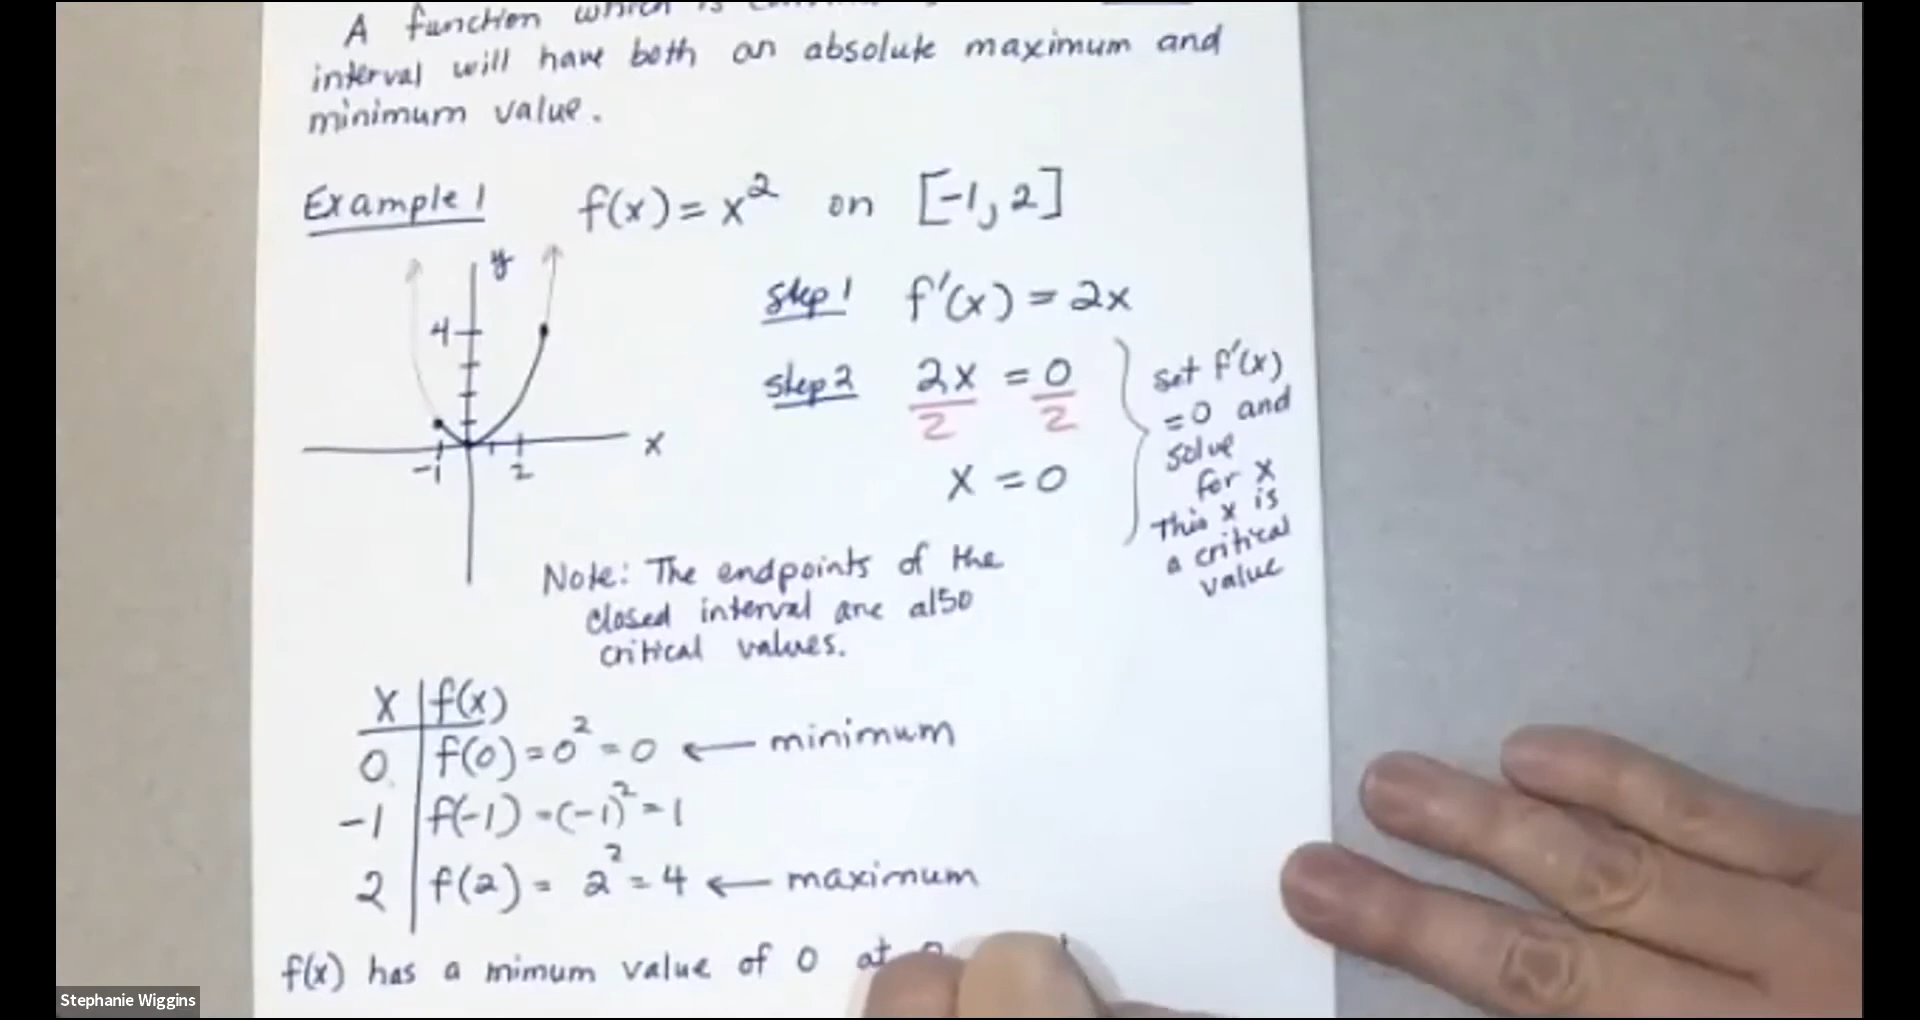 A function which is
interval will have both an absolute maximum and
minimum value.
Example 1 f(x) = x² on [-1, 2]
y
4
x
-1 2
Step 1 f'(x) = 2x
Step 2 2x = 0
2 2
x = 0
set f'(x)
= 0 and
solve
for x
This x is
a critical
value
Note: The endpoints of the
closed interval are also
critical values.
x f(x)
0 f(0) = 0² = 0 ← minimum
-1 f(-1) = (-1)² = 1
2 f(2) = 2² = 4 ← maximum
f(x) has a mimum value of 0 at
Stephanie Wiggins